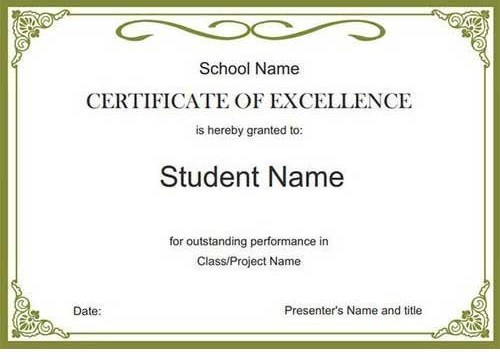 School Name
CERTIFICATE OF EXCELLENCE
is hereby granted to:
Student Name
for outstanding performance in
Class/Project Name
Date:
Presenter's Name and title